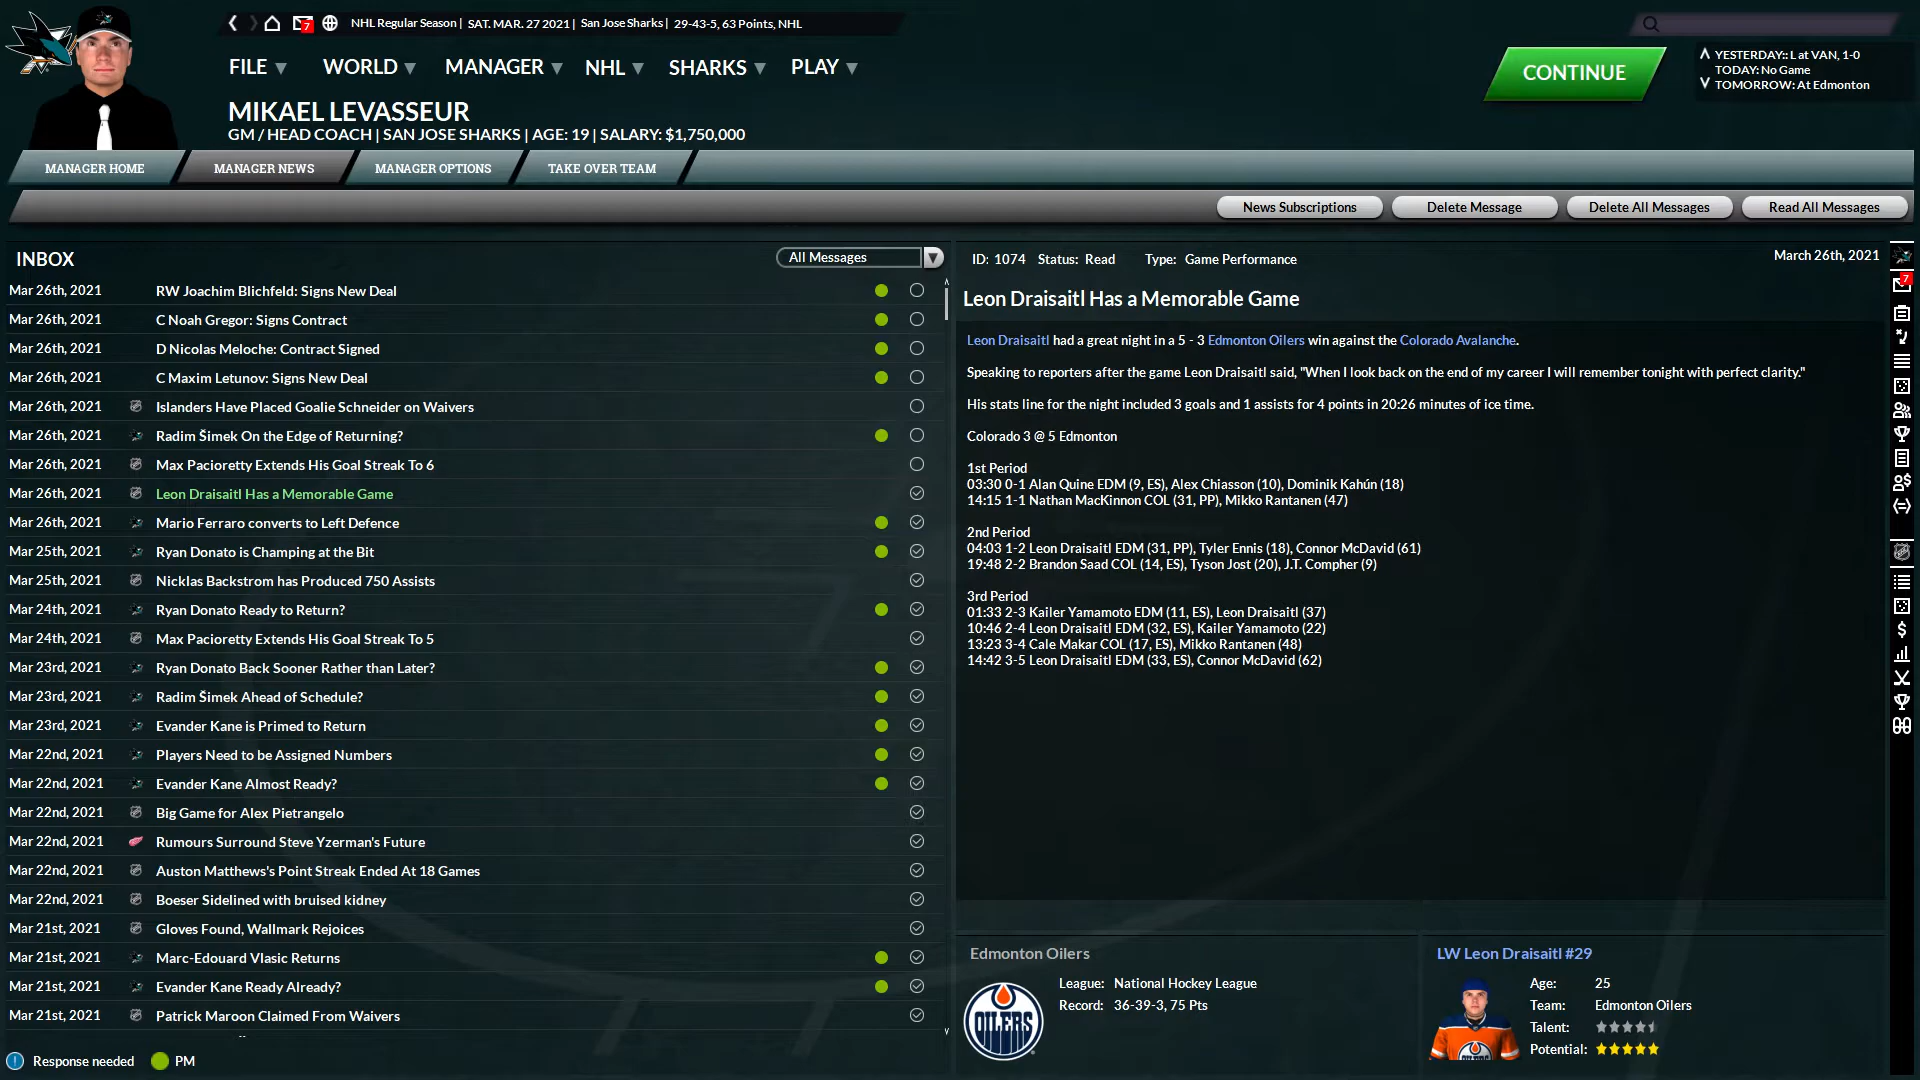 NHL Regular Season | SAT. MAR. 27 2021 | San Jose Sharks | 29-43-5, 63 Points, NHL
7
FILE WORLD MANAGER NHL SHARKS PLAY
CONTINUE
YESTERDAY:: L at VAN, 1-0
TODAY: No Game
TOMORROW: At Edmonton
MIKAEL LEVASSEUR
GM / HEAD COACH | SAN JOSE SHARKS | AGE: 19 | SALARY: $1,750,000
MANAGER HOME MANAGER NEWS MANAGER OPTIONS TAKE OVER TEAM
News Subscriptions Delete Message Delete All Messages Read All Messages
INBOX All Messages
Mar 26th, 2021 RW Joachim Blichfeld: Signs New Deal
Mar 26th, 2021 C Noah Gregor: Signs Contract
Mar 26th, 2021 D Nicolas Meloche: Contract Signed
Mar 26th, 2021 C Maxim Letunov: Signs New Deal
Mar 26th, 2021 Islanders Have Placed Goalie Schneider on Waivers
Mar 26th, 2021 Radim Šimek On the Edge of Returning?
Mar 26th, 2021 Max Pacioretty Extends His Goal Streak To 6
Mar 26th, 2021 Leon Draisaitl Has a Memorable Game
Mar 26th, 2021 Mario Ferraro converts to Left Defence
Mar 25th, 2021 Ryan Donato is Champing at the Bit
Mar 25th, 2021 Nicklas Backstrom has Produced 750 Assists
Mar 24th, 2021 Ryan Donato Ready to Return?
Mar 24th, 2021 Max Pacioretty Extends His Goal Streak To 5
Mar 23rd, 2021 Ryan Donato Back Sooner Rather than Later?
Mar 23rd, 2021 Radim Šimek Ahead of Schedule?
Mar 23rd, 2021 Evander Kane is Primed to Return
Mar 22nd, 2021 Players Need to be Assigned Numbers
Mar 22nd, 2021 Evander Kane Almost Ready?
Mar 22nd, 2021 Big Game for Alex Pietrangelo
Mar 22nd, 2021 Rumours Surround Steve Yzerman's Future
Mar 22nd, 2021 Auston Matthews's Point Streak Ended At 18 Games
Mar 22nd, 2021 Boeser Sidelined with bruised kidney
Mar 21st, 2021 Gloves Found, Wallmark Rejoices
Mar 21st, 2021 Marc-Edouard Vlasic Returns
Mar 21st, 2021 Evander Kane Ready Already?
Mar 21st, 2021 Patrick Maroon Claimed From Waivers
Response needed PM
ID: 1074 Status: Read Type: Game Performance March 26th, 2021
Leon Draisaitl Has a Memorable Game
Leon Draisaitl had a great night in a 5 - 3 Edmonton Oilers win against the Colorado Avalanche.
Speaking to reporters after the game Leon Draisaitl said, "When I look back on the end of my career I will remember tonight with perfect clarity."
His stats line for the night included 3 goals and 1 assists for 4 points in 20:26 minutes of ice time.
Colorado 3 @ 5 Edmonton
1st Period
03:30 0-1 Alan Quine EDM (9, ES), Alex Chiasson (10), Dominik Kahún (18)
14:15 1-1 Nathan MacKinnon COL (31, PP), Mikko Rantanen (47)
2nd Period
04:03 1-2 Leon Draisaitl EDM (31, PP), Tyler Ennis (18), Connor McDavid (61)
19:48 2-2 Brandon Saad COL (14, ES), Tyson Jost (20), J.T. Compher (9)
3rd Period
01:33 2-3 Kailer Yamamoto EDM (11, ES), Leon Draisaitl (37)
10:46 2-4 Leon Draisaitl EDM (32, ES), Kailer Yamamoto (22)
13:23 3-4 Cale Makar COL (17, ES), Mikko Rantanen (48)
14:42 3-5 Leon Draisaitl EDM (33, ES), Connor McDavid (62)
7
Edmonton Oilers
League: National Hockey League
Record: 36-39-3, 75 Pts
OILERS
LW Leon Draisaitl #29
Age: 25
Team: Edmonton Oilers
Talent:
Potential: